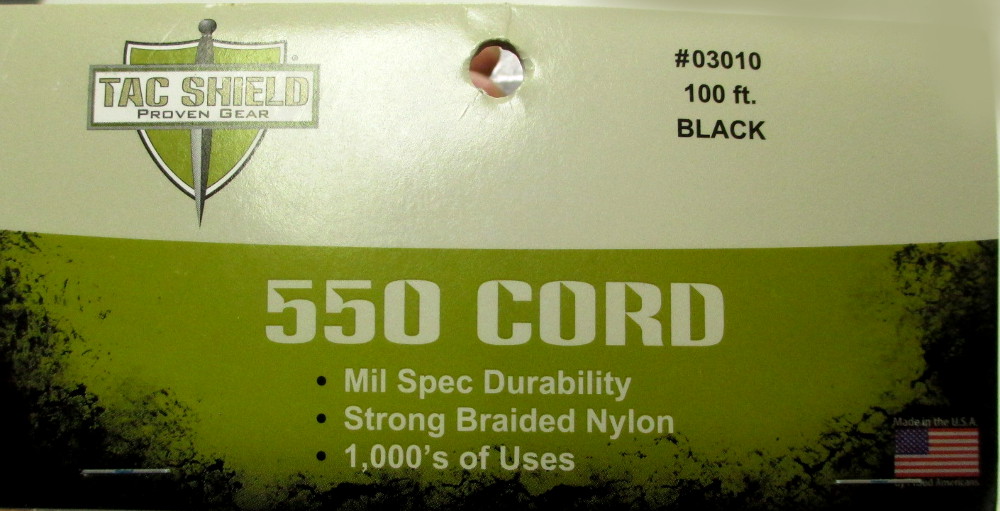 TAC SHIELD
PROVEN GEAR
#03010
100 ft.
BLACK
550 CORD
• Mil Spec Durability
• Strong Braided Nylon
• 1,000's of Uses
Made in the U.S.A.
Americans